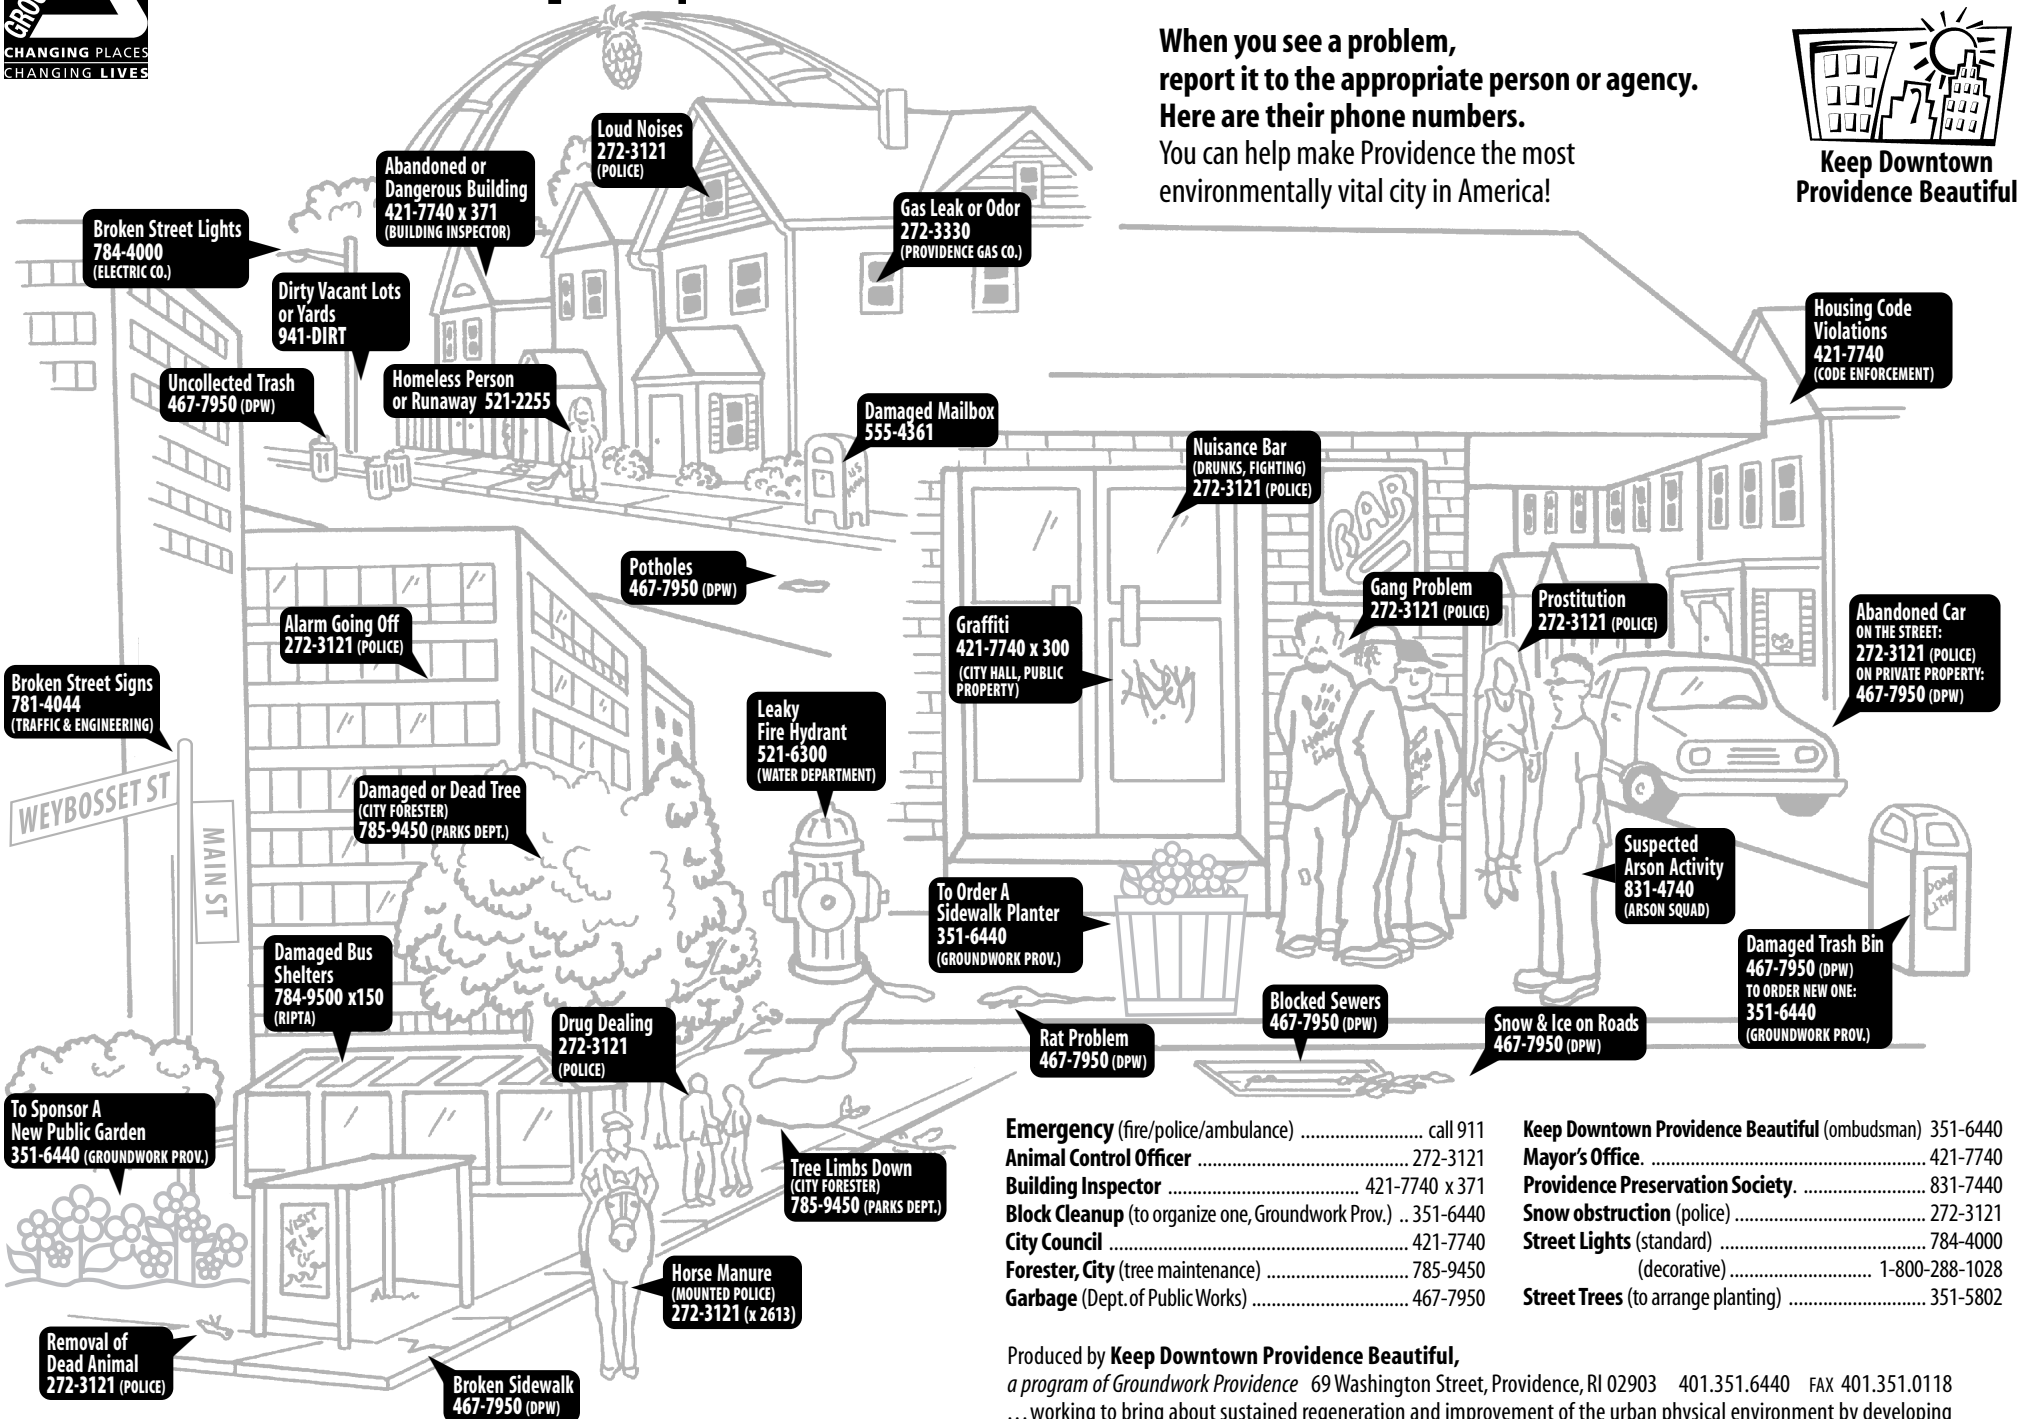 GROU
CHANGING PLACES
CHANGING LIVES
When you see a problem,
report it to the appropriate person or agency.
Here are their phone numbers.
You can help make Providence the most
environmentally vital city in America!
Keep Downtown
Providence Beautiful
Loud Noises
272-3121
(POLICE)
Abandoned or
Dangerous Building
421-7740 x 371
(BUILDING INSPECTOR)
Gas Leak or Odor
272-3330
(PROVIDENCE GAS CO.)
Broken Street Lights
784-4000
(ELECTRIC CO.)
Dirty Vacant Lots
or Yards
941-DIRT
Housing Code
Violations
421-7740
(CODE ENFORCEMENT)
Uncollected Trash
467-7950 (DPW)
Homeless Person
or Runaway 521-2255
Damaged Mailbox
555-4361
US
Nuisance Bar
(DRUNKS, FIGHTING)
272-3121 (POLICE)
BAR
Potholes
467-7950 (DPW)
Gang Problem
272-3121 (POLICE)
Prostitution
272-3121 (POLICE)
Abandoned Car
ON THE STREET:
272-3121 (POLICE)
ON PRIVATE PROPERTY:
467-7950 (DPW)
Alarm Going Off
272-3121 (POLICE)
Graffiti
421-7740 x 300
(CITY HALL, PUBLIC
PROPERTY)
Broken Street Signs
781-4044
(TRAFFIC & ENGINEERING)
Leaky
Fire Hydrant
521-6300
(WATER DEPARTMENT)
WEYBOSSET ST
MAIN ST
Damaged or Dead Tree
(CITY FORESTER)
785-9450 (PARKS DEPT.)
Suspected
Arson Activity
831-4740
(ARSON SQUAD)
To Order A
Sidewalk Planter
351-6440
(GROUNDWORK PROV.)
Damaged Trash Bin
467-7950 (DPW)
TO ORDER NEW ONE:
351-6440
(GROUNDWORK PROV.)
Damaged Bus
Shelters
784-9500 x150
(RIPTA)
Drug Dealing
272-3121
(POLICE)
Rat Problem
467-7950 (DPW)
Blocked Sewers
467-7950 (DPW)
Snow & Ice on Roads
467-7950 (DPW)
To Sponsor A
New Public Garden
351-6440 (GROUNDWORK PROV.)
VISIT
Tree Limbs Down
(CITY FORESTER)
785-9450 (PARKS DEPT.)
Horse Manure
(MOUNTED POLICE)
272-3121 (x 2613)
Removal of
Dead Animal
272-3121 (POLICE)
Broken Sidewalk
467-7950 (DPW)
Emergency (fire/police/ambulance) ........................ call 911
Animal Control Officer .......................................... 272-3121
Building Inspector ...................................... 421-7740 x 371
Block Cleanup (to organize one, Groundwork Prov.) .. 351-6440
City Council ........................................................... 421-7740
Forester, City (tree maintenance) ............................ 785-9450
Garbage (Dept. of Public Works) ............................... 467-7950
Keep Downtown Providence Beautiful (ombudsman) 351-6440
Mayor's Office. ...................................................... 421-7740
Providence Preservation Society. ........................ 831-7440
Snow obstruction (police) ...................................... 272-3121
Street Lights (standard) ......................................... 784-4000
(decorative) ............................ 1-800-288-1028
Street Trees (to arrange planting) ........................... 351-5802
Produced by Keep Downtown Providence Beautiful,
a program of Groundwork Providence 69 Washington Street, Providence, RI 02903 401.351.6440 FAX 401.351.0118
...working to bring about sustained regeneration and improvement of the urban physical environment by developing